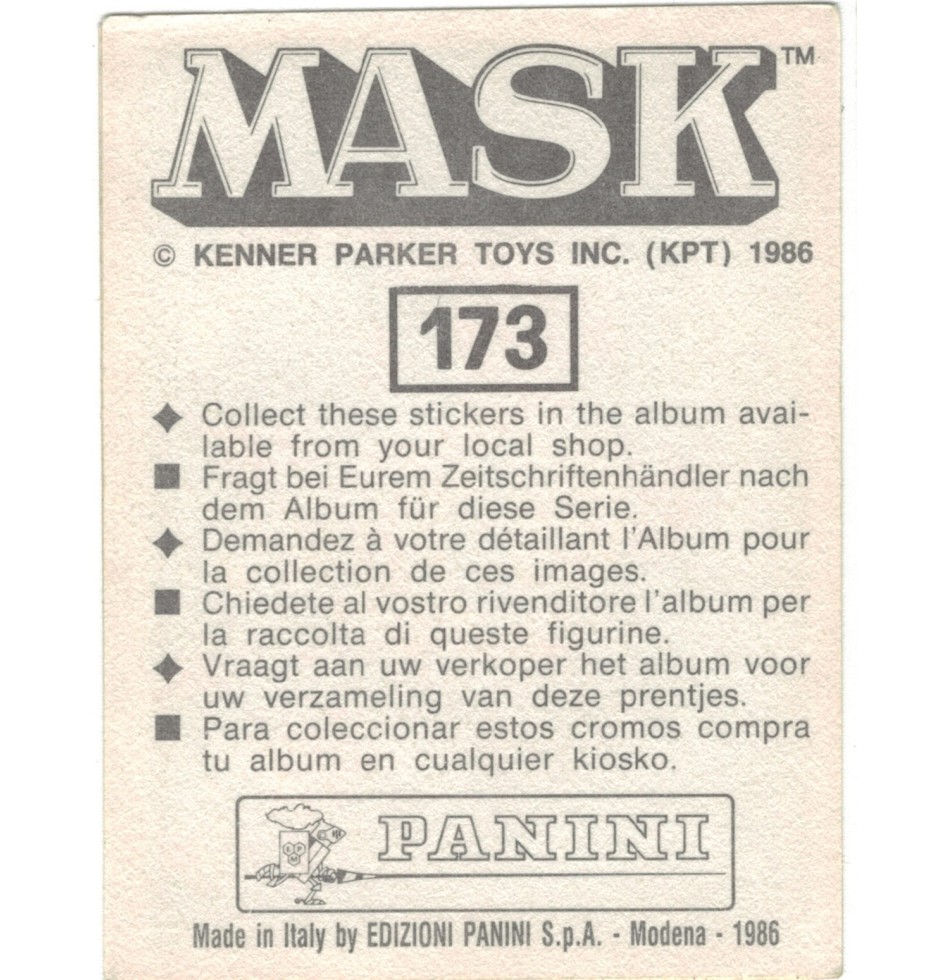 MASK™
© KENNER PARKER TOYS INC. (KPT) 1986
173
Collect these stickers in the album avai-
lable from your local shop.
Fragt bei Eurem Zeitschriftenhändler nach
dem Album für diese Serie.
Demandez à votre détaillant l'Album pour
la collection de ces images.
Chiedete al vostro rivenditore l'album per
la raccolta di queste figurine.
Vraagt aan uw verkoper het album voor
uw verzameling van deze prentjes.
Para coleccionar estos cromos compra
tu album en cualquier kiosko.
PANINI
Made in Italy by EDIZIONI PANINI S.p.A. - Modena - 1986